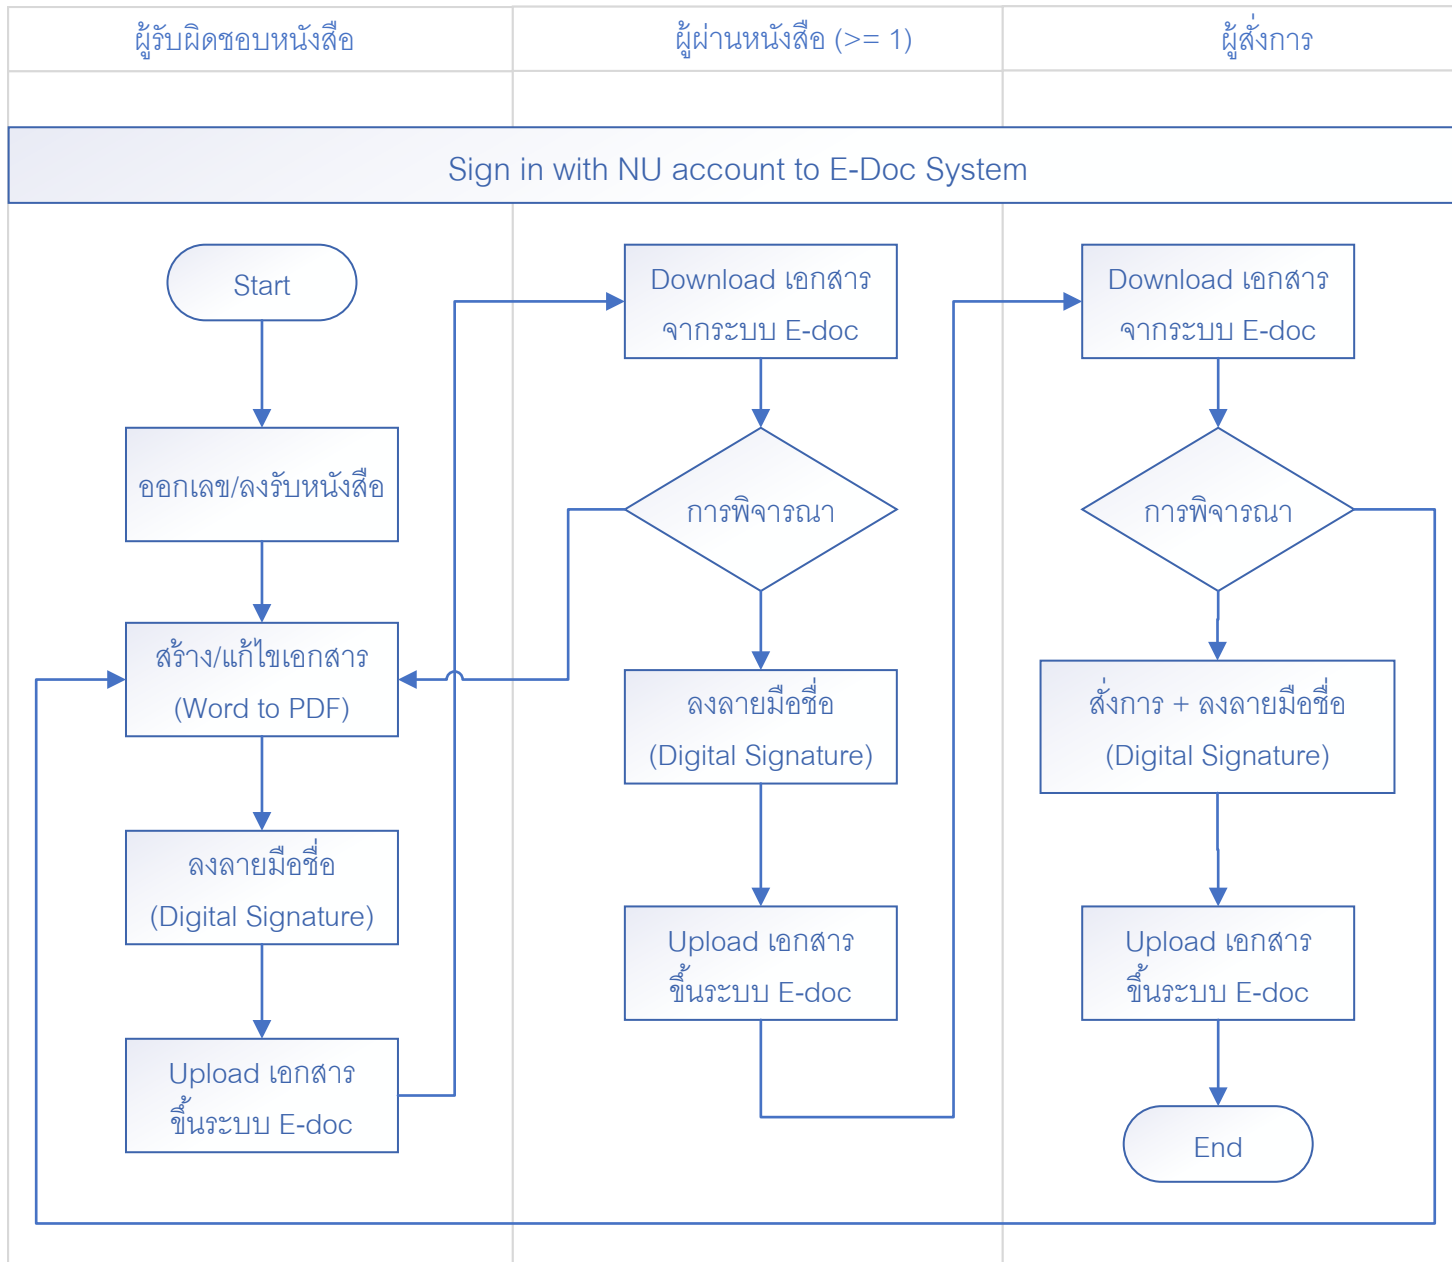 ผู้รับผิดชอบหนังสือ
ผู้ผ่านหนังสือ (>= 1)
ผู้สั่งการ
Sign in with NU account to E-Doc System
Start
ออกเลข/ลงรับหนังสือ
สร้าง/แก้ไขเอกสาร
(Word to PDF)
ลงลายมือชื่อ
(Digital Signature)
Upload เอกสาร
ขึ้นระบบ E-doc
Download เอกสาร
จากระบบ E-doc
การพิจารณา
ลงลายมือชื่อ
(Digital Signature)
Upload เอกสาร
ขึ้นระบบ E-doc
Download เอกสาร
จากระบบ E-doc
การพิจารณา
สั่งการ + ลงลายมือชื่อ
(Digital Signature)
Upload เอกสาร
ขึ้นระบบ E-doc
End